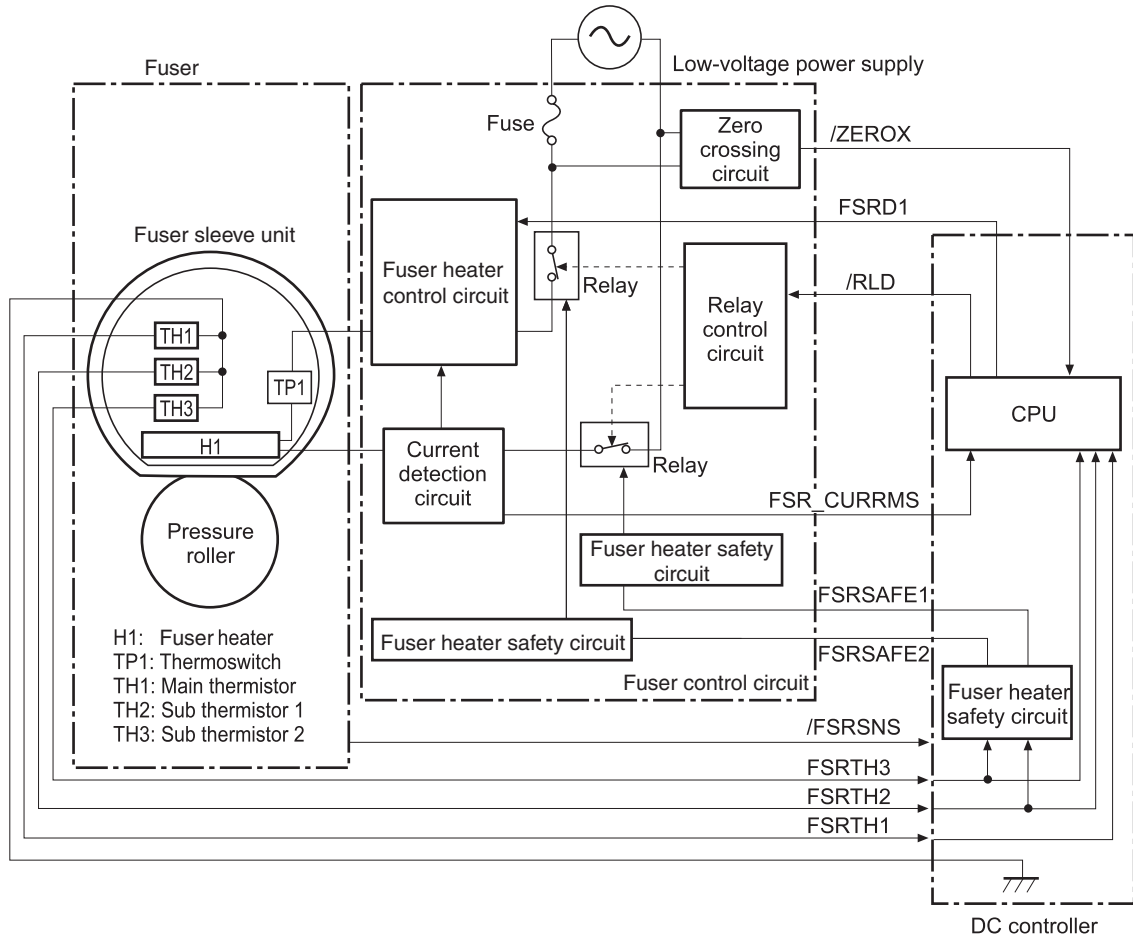 Fuser
Low-voltage power supply
Fuse
Zero
crossing
circuit
/ZEROX
FSRD1
Fuser sleeve unit
Fuser heater
control circuit
Relay
Relay
control
circuit
/RLD
TH1
TH2
TH3
TP1
H1
CPU
Current
detection
circuit
Relay
FSR_CURRMS
Pressure
roller
Fuser heater safety
circuit
FSRSAFE1
Fuser heater safety circuit
FSRSAFE2
Fuser control circuit
Fuser heater
safety circuit
H1: Fuser heater
TP1: Thermoswitch
TH1: Main thermistor
TH2: Sub thermistor 1
TH3: Sub thermistor 2
/FSRSNS
FSRTH3
FSRTH2
FSRTH1
DC controller